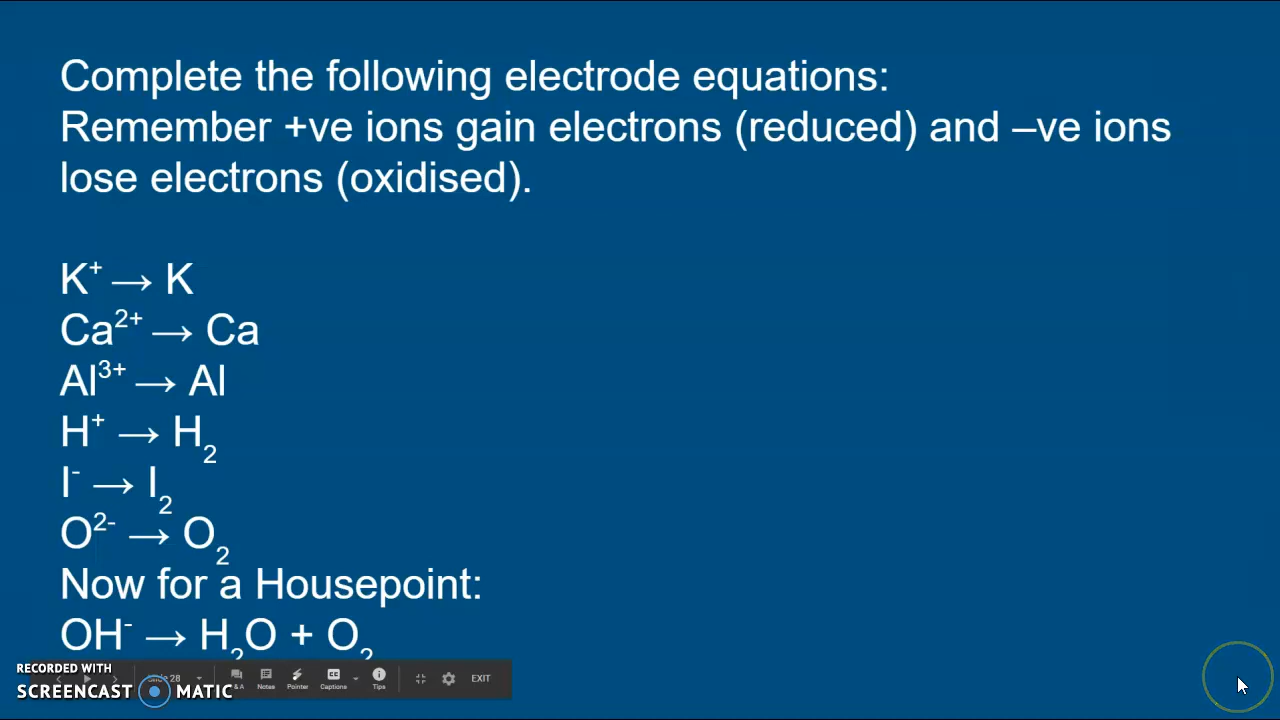 Complete the following electrode equations:
Remember +ve ions gain electrons (reduced) and –ve ions
lose electrons (oxidised).
K⁺ → K
Ca²⁺ → Ca
Al³⁺ → Al
H⁺ → H₂
I⁻ → I₂
O²⁻ → O₂
Now for a Housepoint:
OH⁻ → H₂O + O₂
RECORDED WITH
SCREENCAST MATIC
28
Notes
Pointer
Captions
Tips
EXIT